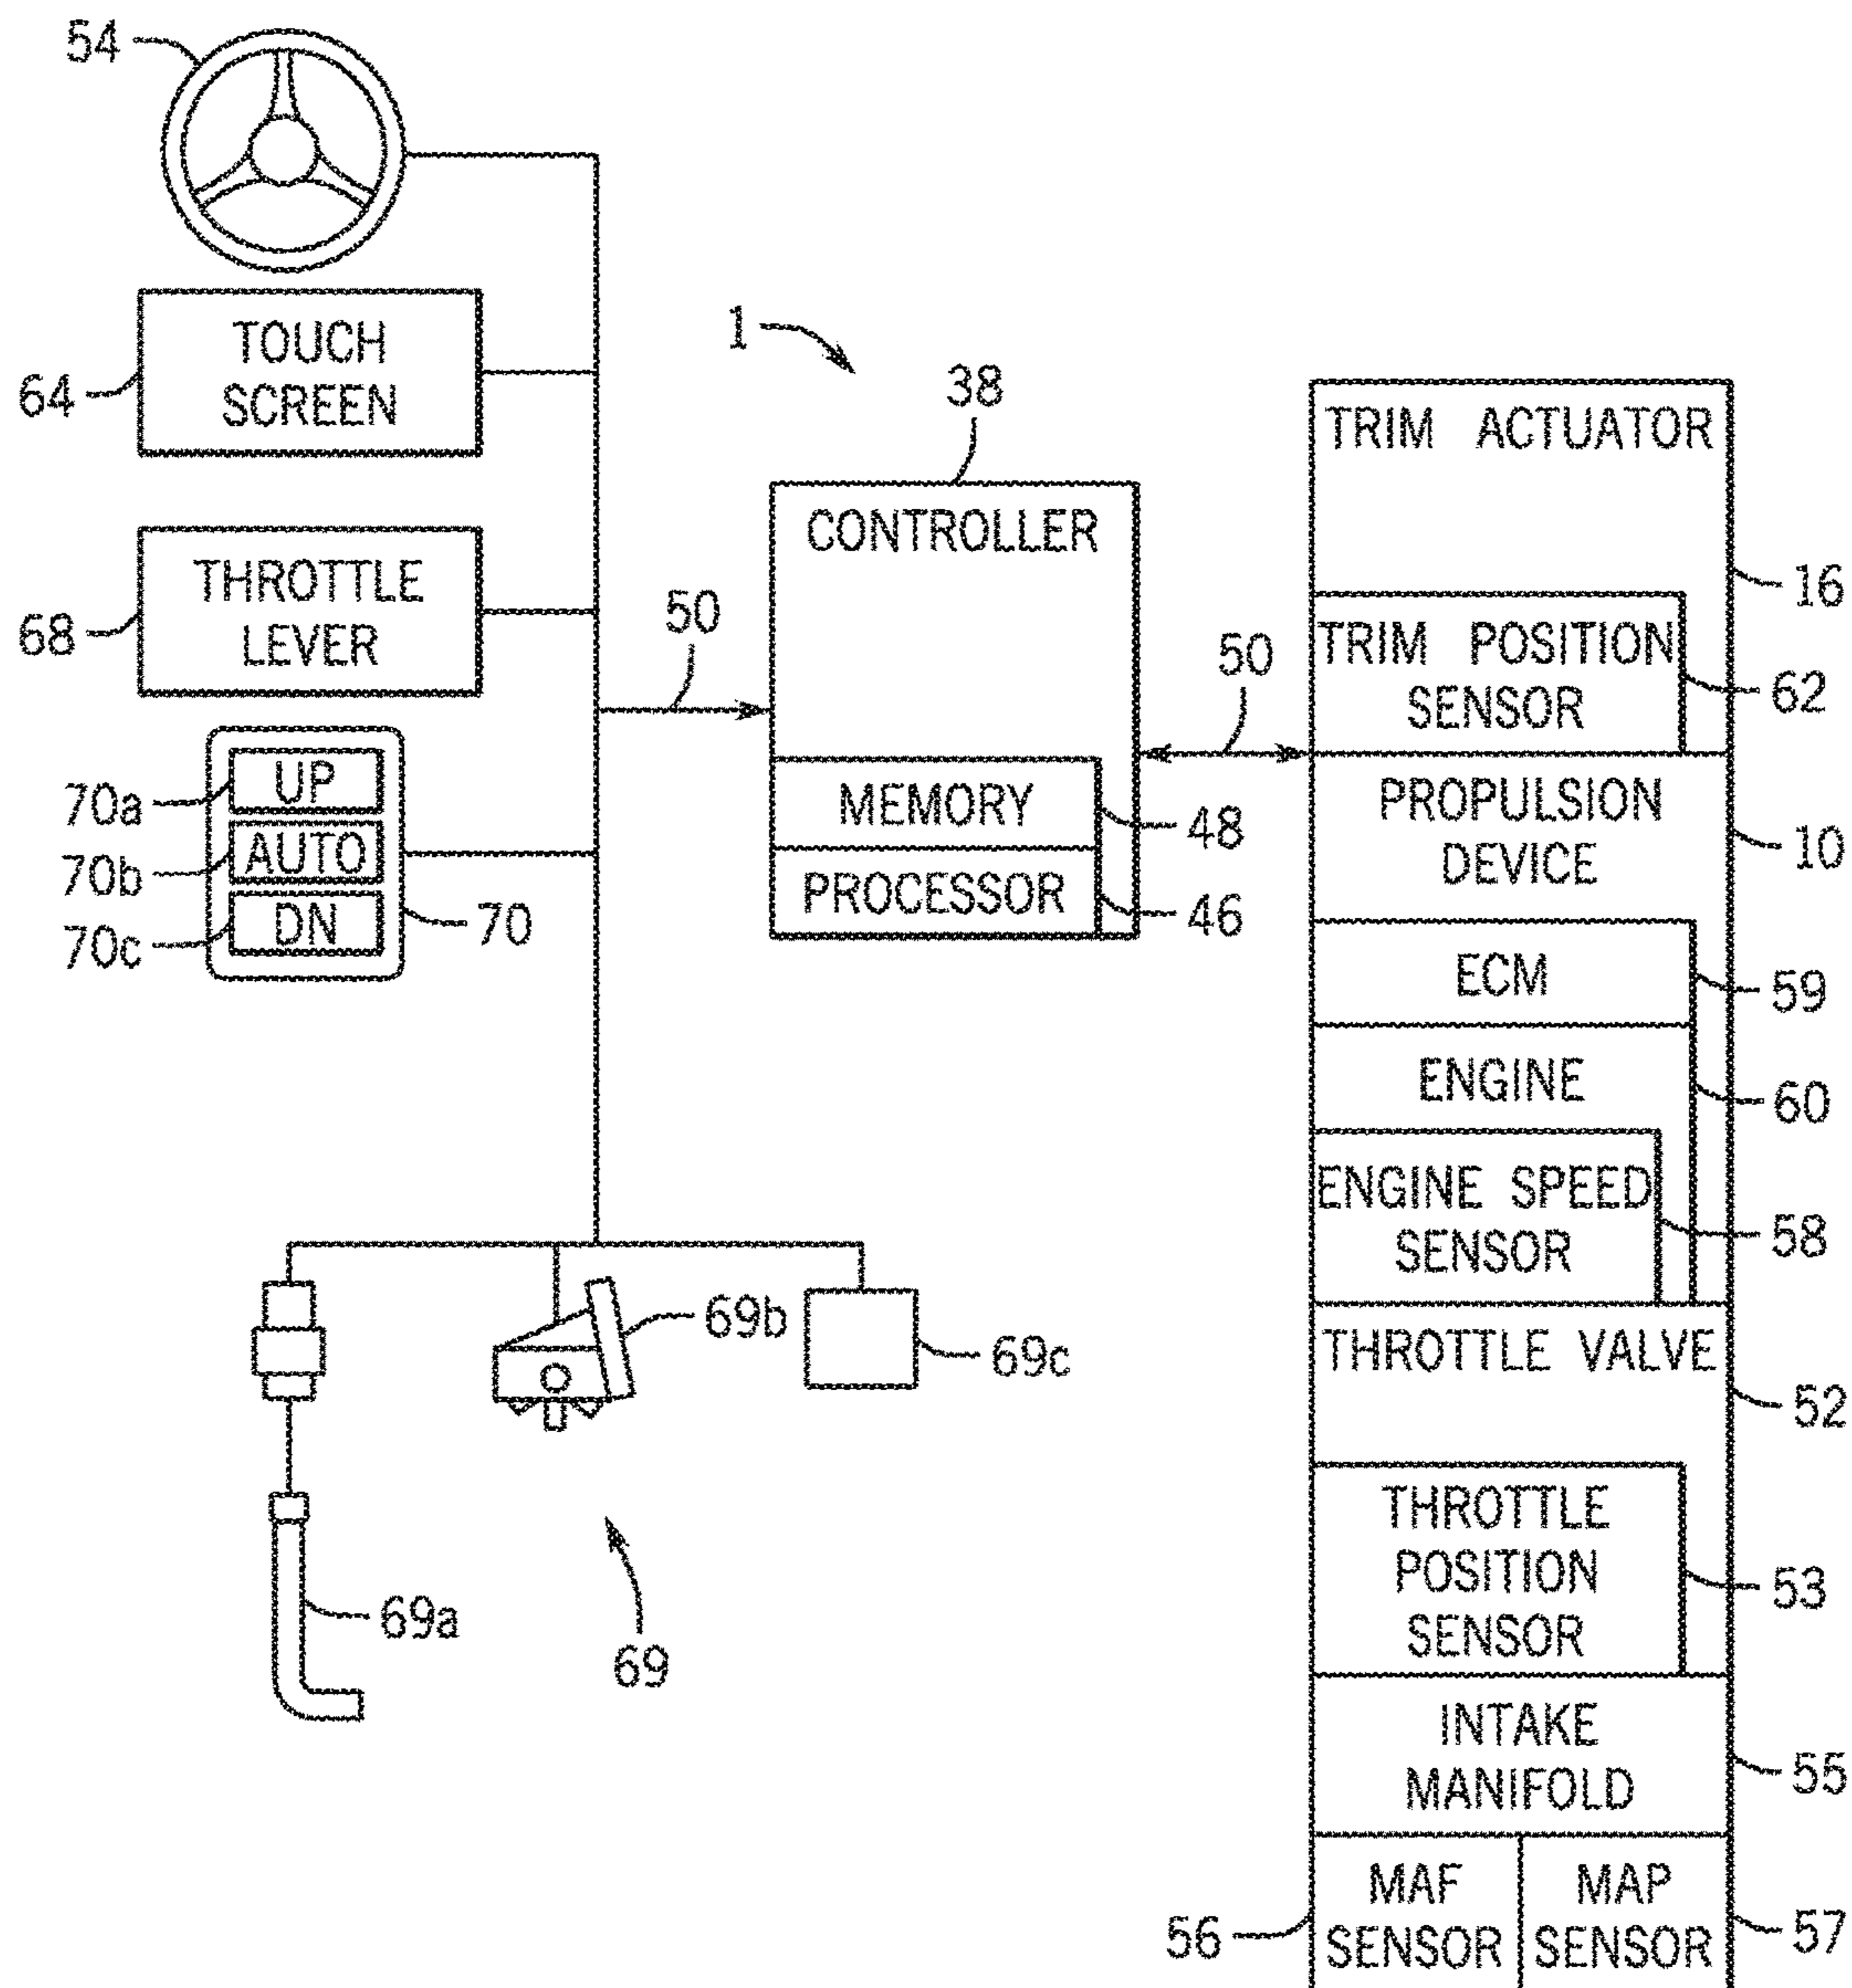 54
TOUCH
SCREEN
64
THROTTLE
LEVER
68
UP
70a
AUTO
70b
DN
70c
70
1
38
CONTROLLER
50
MEMORY
48
PROCESSOR
46
50
TRIM ACTUATOR
16
TRIM POSITION
SENSOR
62
PROPULSION
DEVICE
10
ECM
59
ENGINE
60
ENGINE SPEED
SENSOR
58
THROTTLE VALVE
52
THROTTLE
POSITION
SENSOR
53
INTAKE
MANIFOLD
55
MAF
SENSOR
56
MAP
SENSOR
57
69b
69c
69a
69